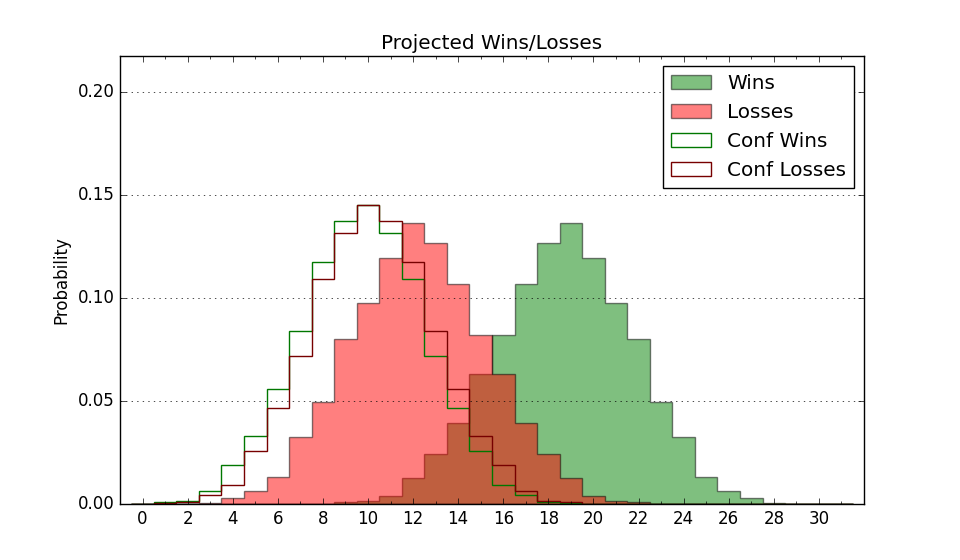 Projected Wins/Losses
Wins
Losses
Conf Wins
Conf Losses
Probability
0.20
0.15
0.10
0.05
0.00
0 2 4 6 8 10 12 14 16 18 20 22 24 26 28 30